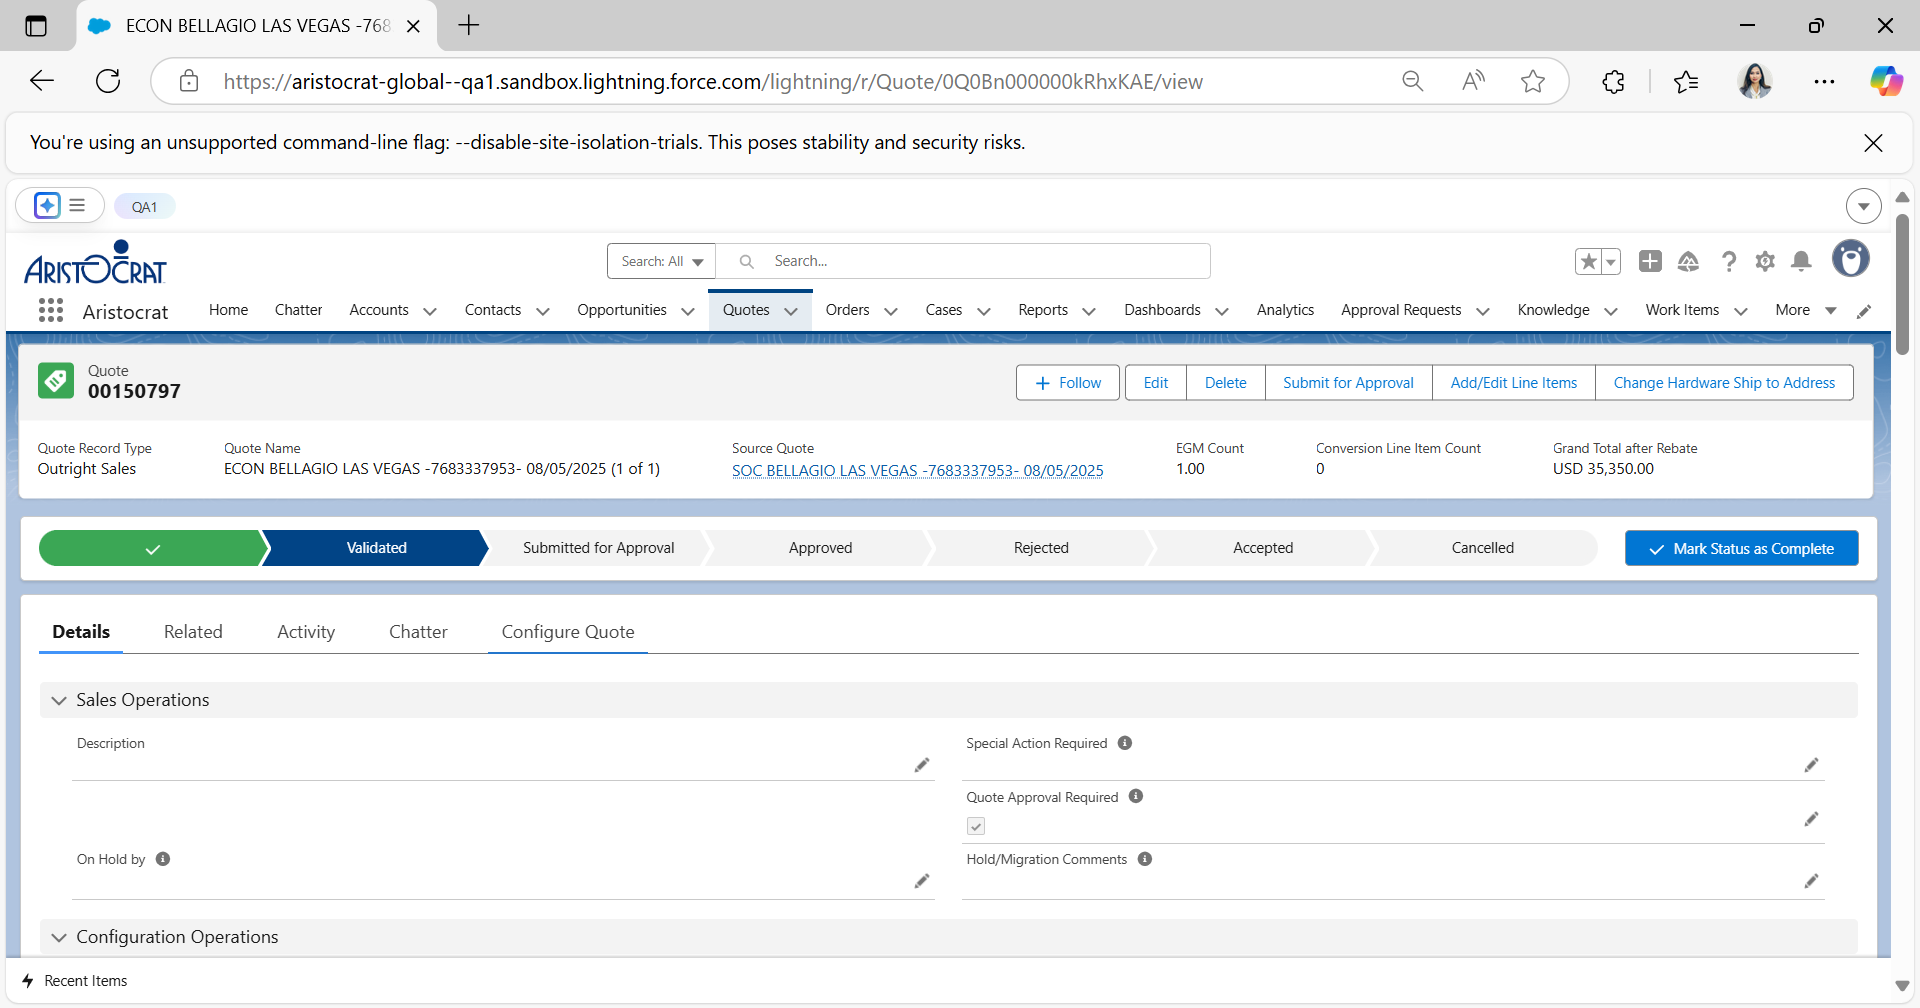 ECON BELLAGIO LAS VEGAS -768
https://aristocrat-global--qa1.sandbox.lightning.force.com/lightning/r/Quote/0Q0Bn000000kRhxKAE/view
You're using an unsupported command-line flag: --disable-site-isolation-trials. This poses stability and security risks.
QA1
ARISTOCRAT
Search: All
Search...
Aristocrat
Home
Chatter
Accounts
Contacts
Opportunities
Quotes
Orders
Cases
Reports
Dashboards
Analytics
Approval Requests
Knowledge
Work Items
More
Quote
00150797
Follow
Edit
Delete
Submit for Approval
Add/Edit Line Items
Change Hardware Ship to Address
Quote Record Type
Outright Sales
Quote Name
ECON BELLAGIO LAS VEGAS -7683337953- 08/05/2025 (1 of 1)
Source Quote
SOC BELLAGIO LAS VEGAS -7683337953- 08/05/2025
EGM Count
1.00
Conversion Line Item Count
0
Grand Total after Rebate
USD 35,350.00
Validated
Submitted for Approval
Approved
Rejected
Accepted
Cancelled
Mark Status as Complete
Details
Related
Activity
Chatter
Configure Quote
Sales Operations
Description
Special Action Required
Quote Approval Required
On Hold by
Hold/Migration Comments
Configuration Operations
Recent Items